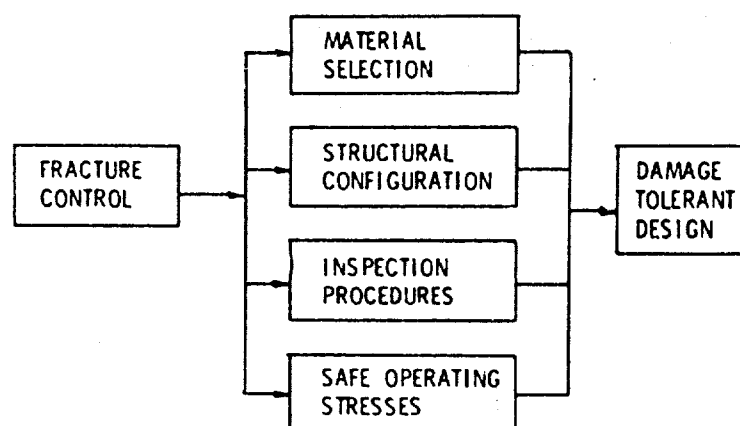 FRACTURE
CONTROL
MATERIAL
SELECTION
STRUCTURAL
CONFIGURATION
INSPECTION
PROCEDURES
SAFE OPERATING
STRESSES
DAMAGE
TOLERANT
DESIGN